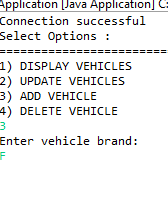 Application [Java Application] C:
Connection successful
Select Options :
=======================
1) DISPLAY VEHICLES
2) UPDATE VEHICLES
3) ADD VEHICLE
4) DELETE VEHICLE
3
Enter vehicle brand:
F